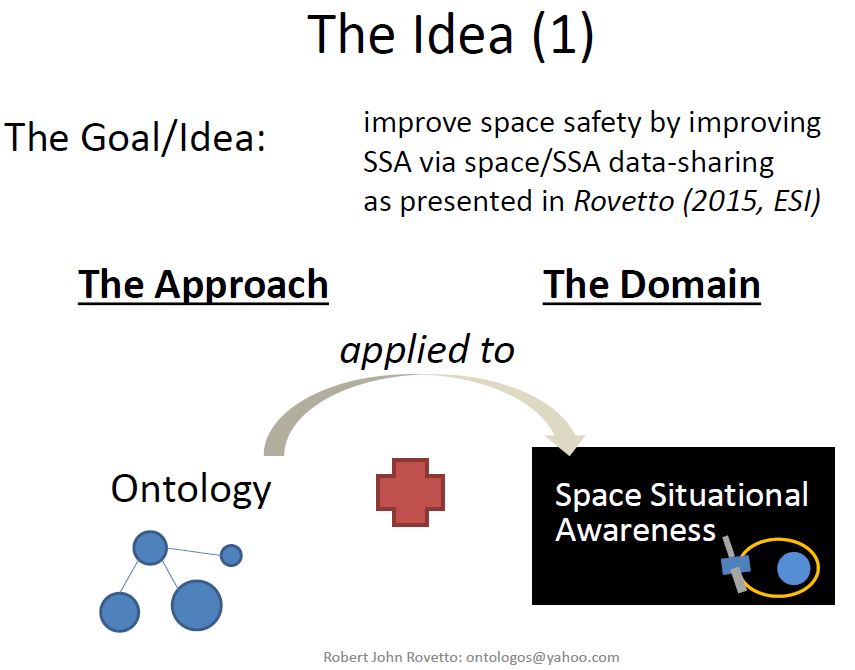 The Idea (1)
The Goal/Idea:
improve space safety by improving
SSA via space/SSA data-sharing
as presented in Rovetto (2015, ESI)
The Approach
The Domain
applied to
Ontology
Space Situational
Awareness
Robert John Rovetto: ontologos@yahoo.com